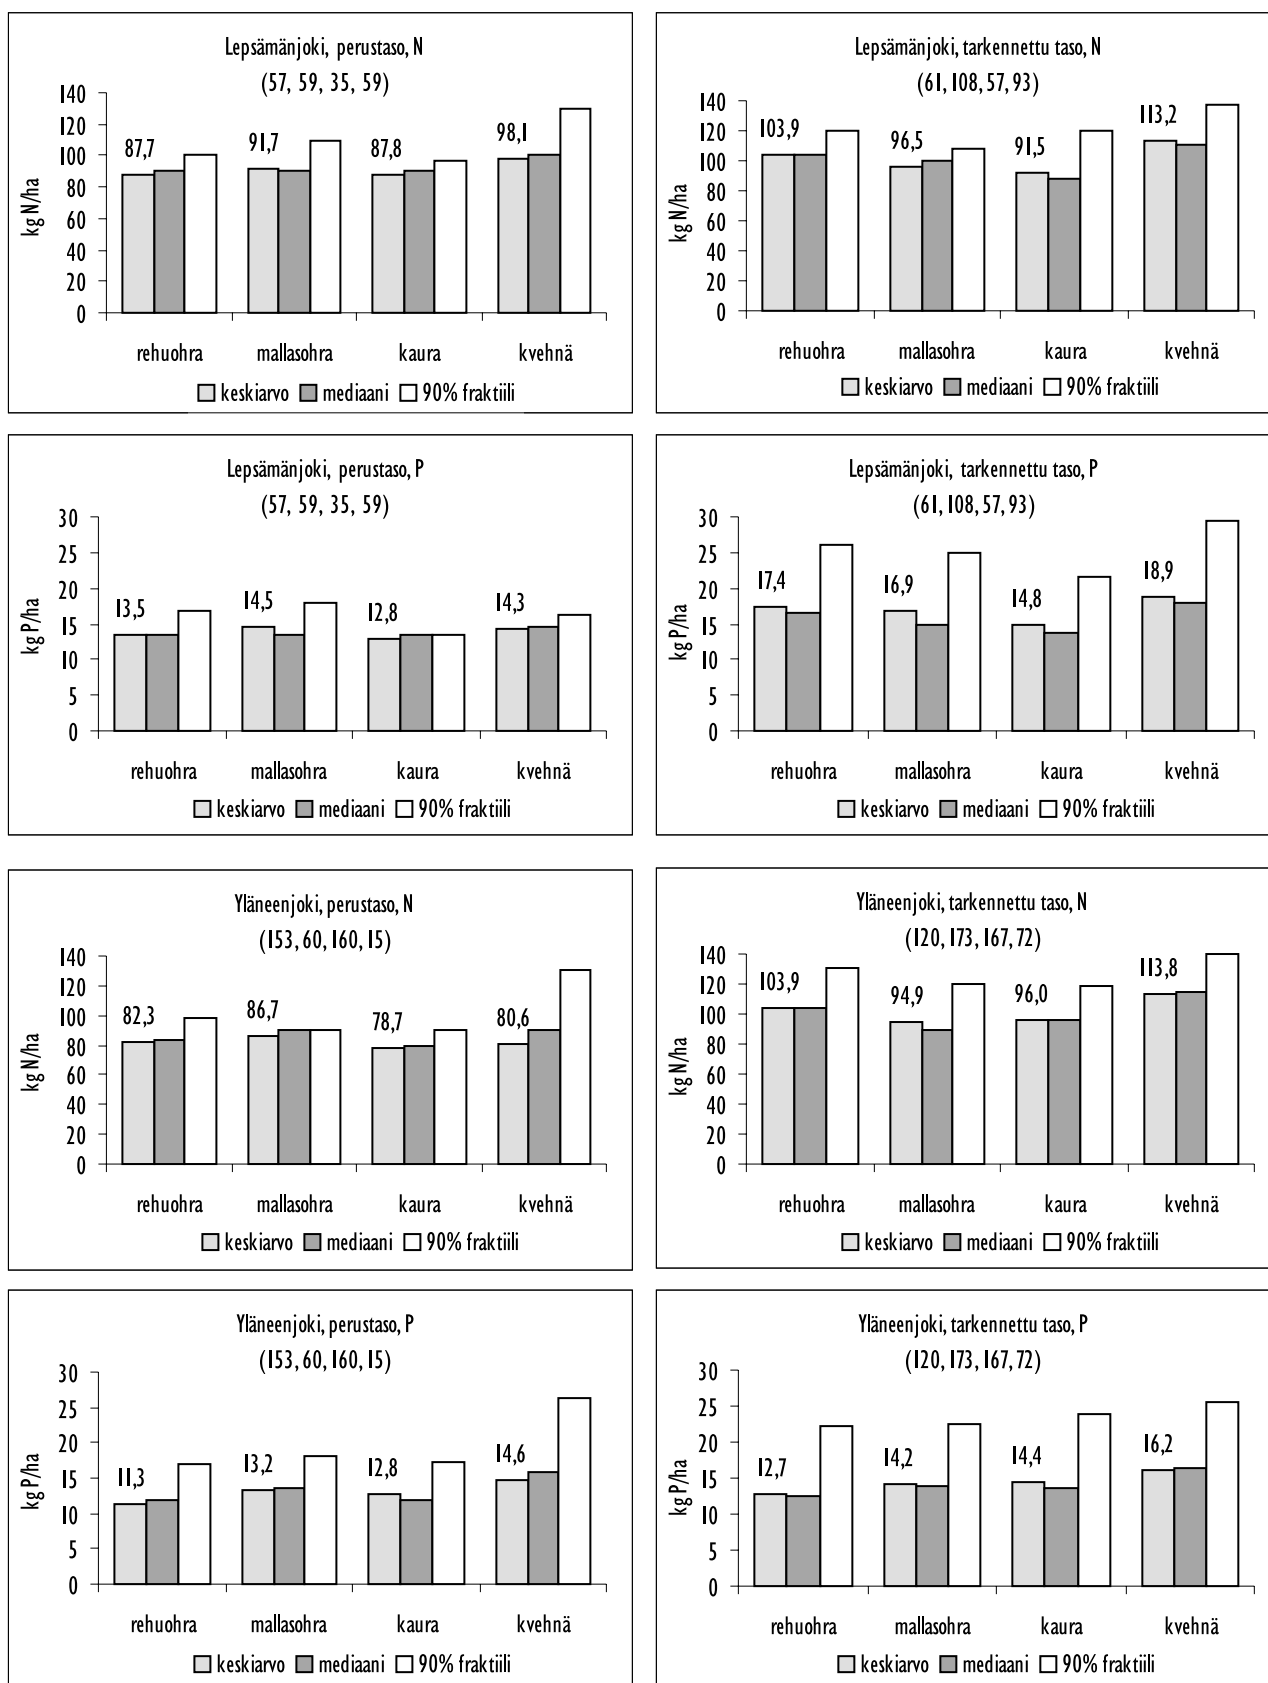 Lepsämänjoki, perustaso, N
(57, 59, 35, 59)
kg N/ha
140
120
100
80
60
40
20
0
87,7
91,7
87,8
98,1
rehuohra mallasohra kaura kvehnä
keskiarvo mediaani 90% fraktiili
Lepsämänjoki, tarkennettu taso, N
(61, 108, 57, 93)
kg N/ha
140
120
100
80
60
40
20
0
103,9
96,5
91,5
113,2
rehuohra mallasohra kaura kvehnä
keskiarvo mediaani 90% fraktiili
Lepsämänjoki, perustaso, P
(57, 59, 35, 59)
kg P/ha
30
25
20
15
10
5
0
13,5
14,5
12,8
14,3
rehuohra mallasohra kaura kvehnä
keskiarvo mediaani 90% fraktiili
Lepsämänjoki, tarkennettu taso, P
(61, 108, 57, 93)
kg P/ha
30
25
20
15
10
5
0
17,4
16,9
14,8
18,9
rehuohra mallasohra kaura kvehnä
keskiarvo mediaani 90% fraktiili
Yläneenjoki, perustaso, N
(153, 60, 160, 15)
kg N/ha
140
120
100
80
60
40
20
0
82,3
86,7
78,7
80,6
rehuohra mallasohra kaura kvehnä
keskiarvo mediaani 90% fraktiili
Yläneenjoki, tarkennettu taso, N
(120, 173, 167, 72)
kg N/ha
140
120
100
80
60
40
20
0
103,9
94,9
96,0
113,8
rehuohra mallasohra kaura kvehnä
keskiarvo mediaani 90% fraktiili
Yläneenjoki, perustaso, P
(153, 60, 160, 15)
kg P/ha
30
25
20
15
10
5
0
11,3
13,2
12,8
14,6
rehuohra mallasohra kaura kvehnä
keskiarvo mediaani 90% fraktiili
Yläneenjoki, tarkennettu taso, P
(120, 173, 167, 72)
kg P/ha
30
25
20
15
10
5
0
12,7
14,2
14,4
16,2
rehuohra mallasohra kaura kvehnä
keskiarvo mediaani 90% fraktiili